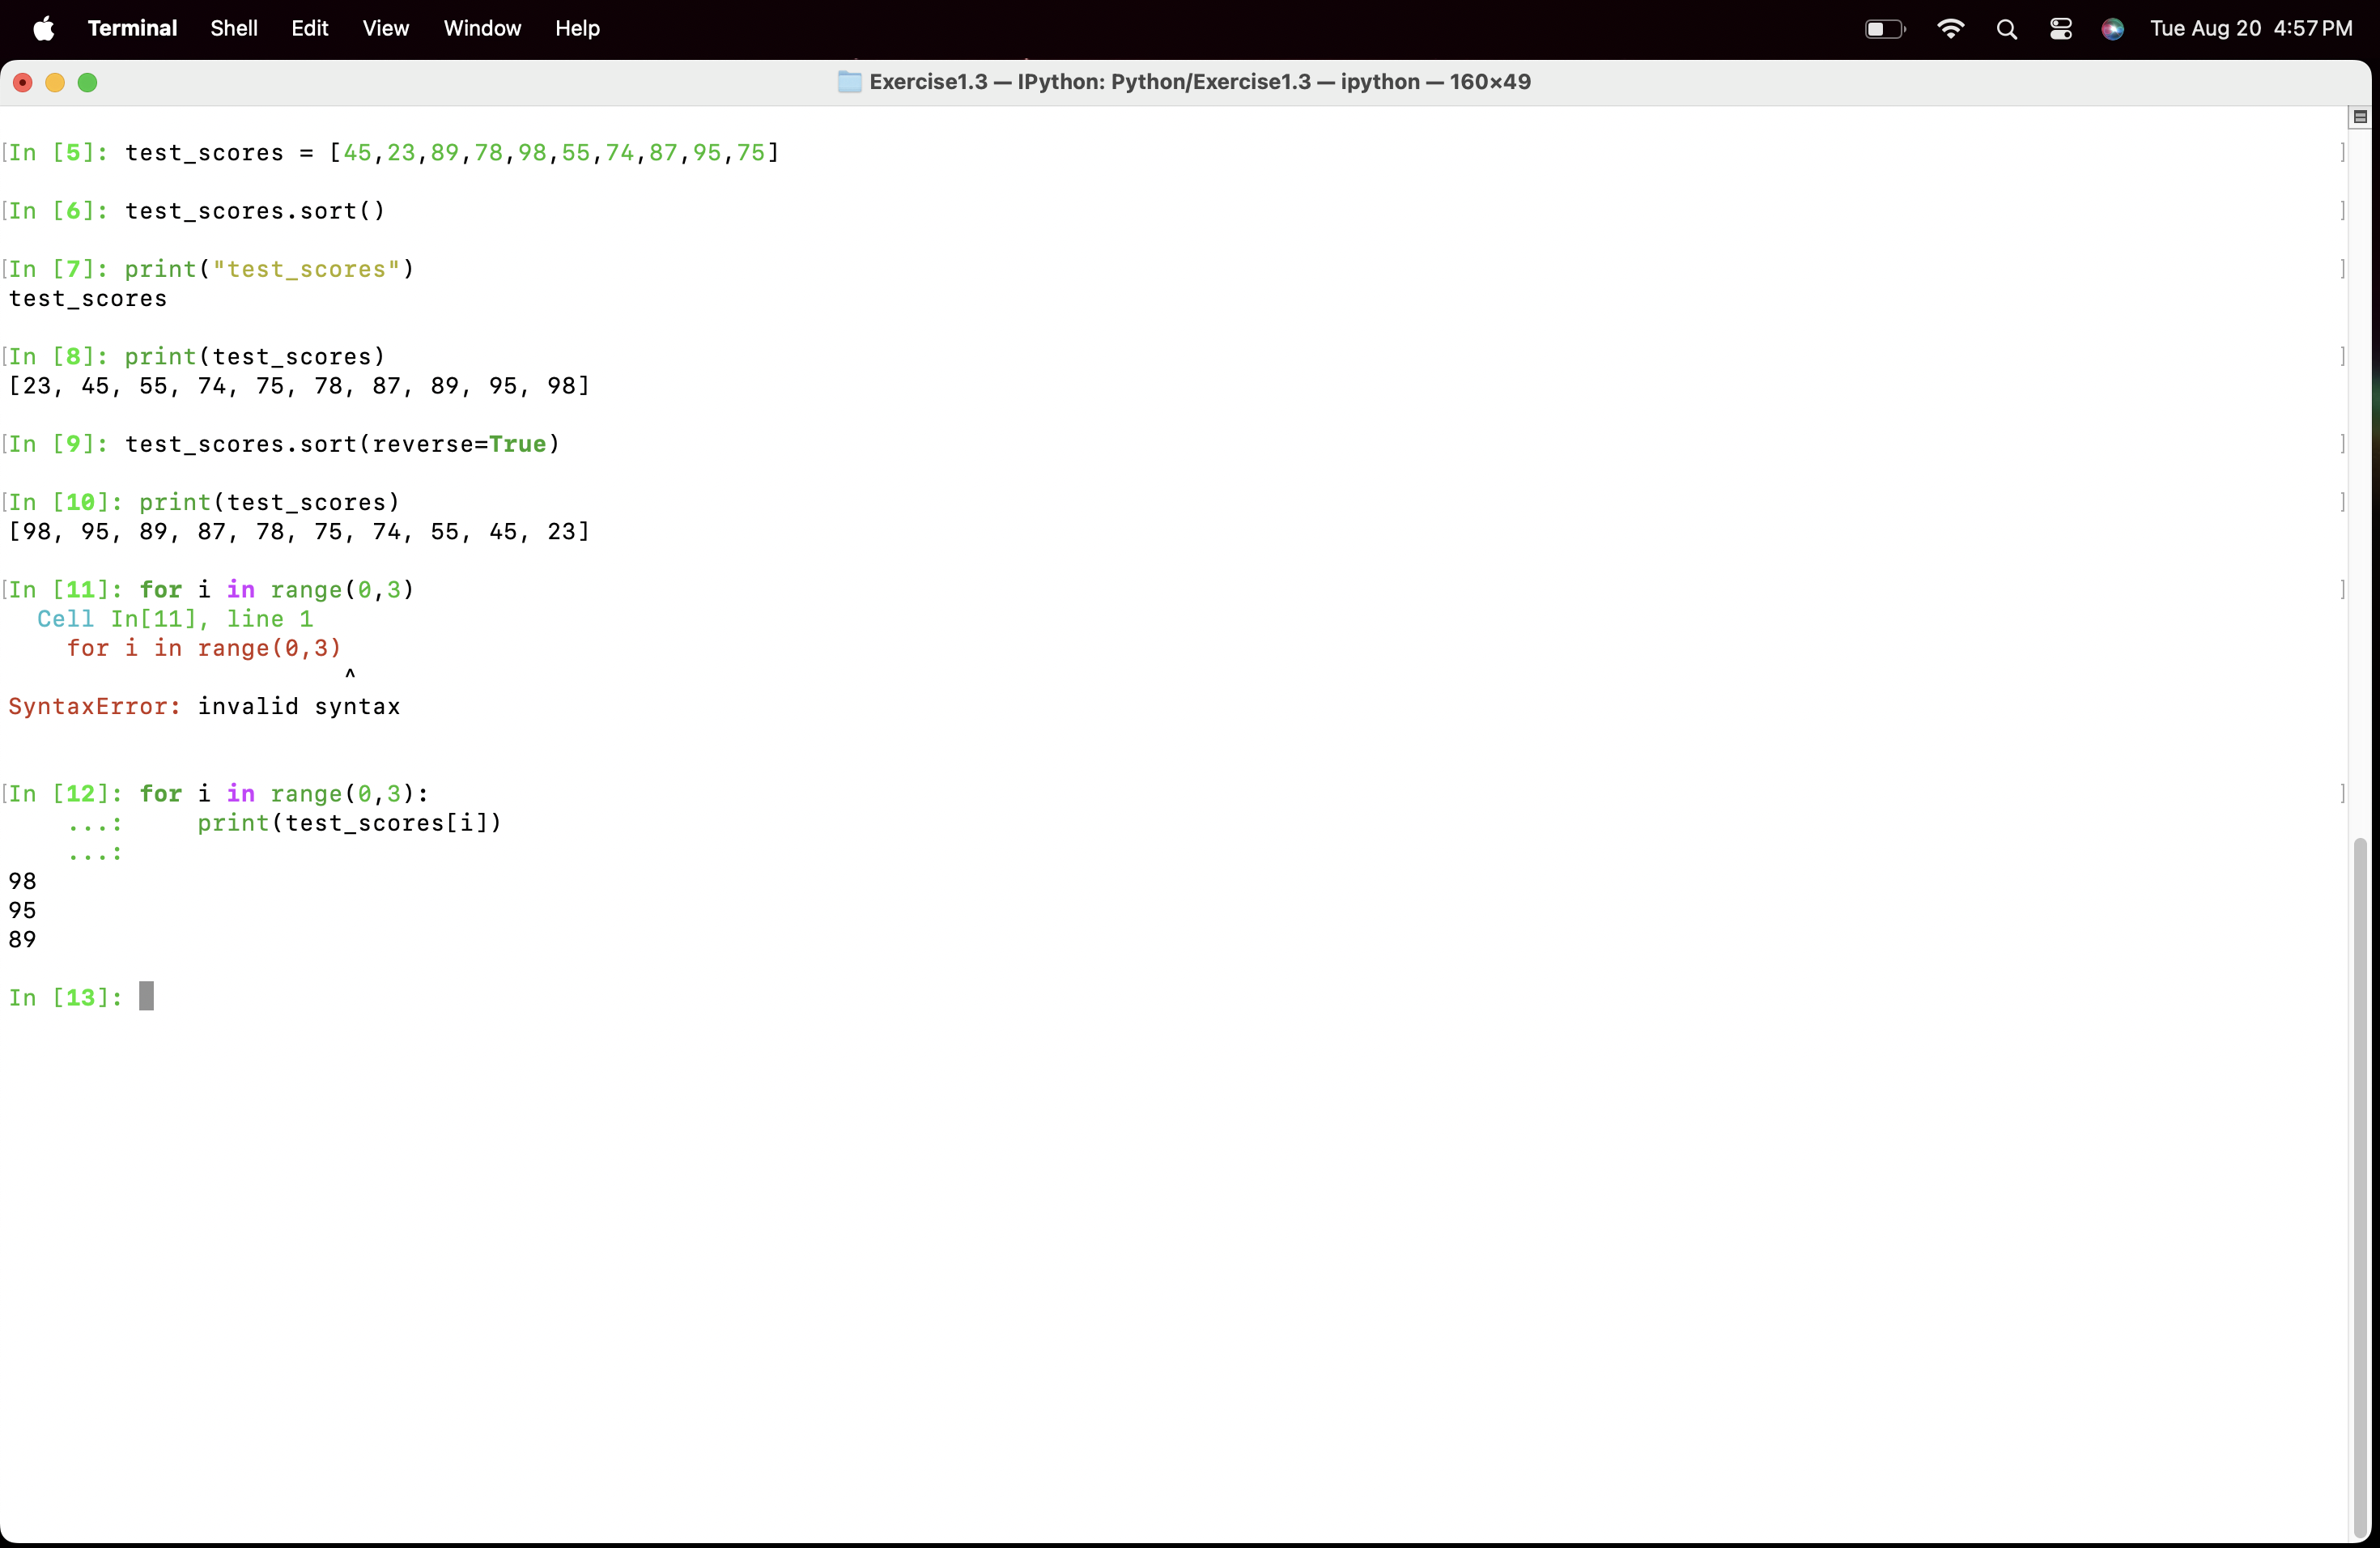 Terminal Shell Edit View Window Help Tue Aug 20 4:57 PM
Exercise1.3 — IPython: Python/Exercise1.3 — ipython — 160×49
In [5]: test_scores = [45,23,89,78,98,55,74,87,95,75]
In [6]: test_scores.sort()
In [7]: print("test_scores")
test_scores
In [8]: print(test_scores)
[23, 45, 55, 74, 75, 78, 87, 89, 95, 98]
In [9]: test_scores.sort(reverse=True)
In [10]: print(test_scores)
[98, 95, 89, 87, 78, 75, 74, 55, 45, 23]
In [11]: for i in range(0,3)
  Cell In[11], line 1
    for i in range(0,3)
                       ^
SyntaxError: invalid syntax
In [12]: for i in range(0,3):
    ...:     print(test_scores[i])
    ...:
98
95
89
In [13]: